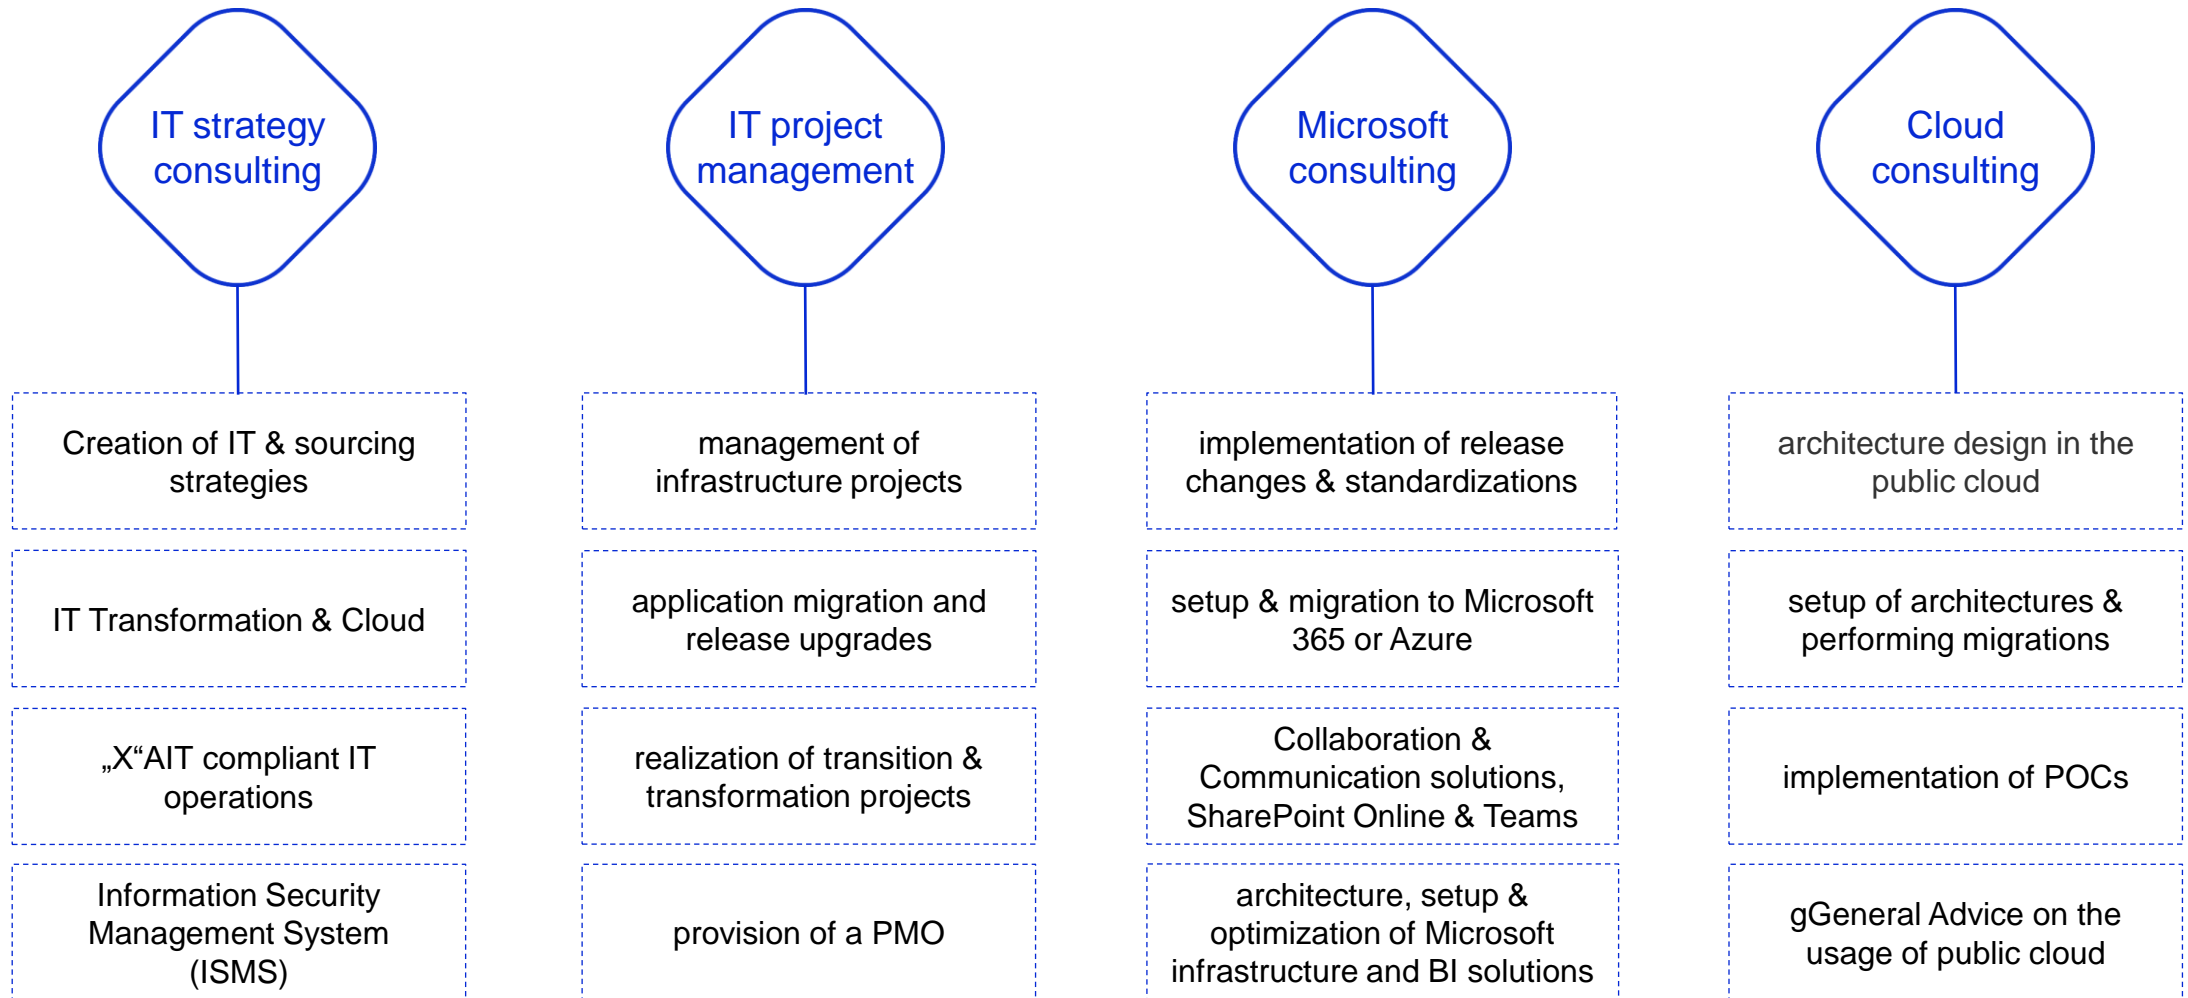 IT strategy
consulting
IT project
management
Microsoft
consulting
Cloud
consulting
Creation of IT & sourcing
strategies
management of
infrastructure projects
implementation of release
changes & standardizations
architecture design in the
public cloud
IT Transformation & Cloud
application migration and
release upgrades
setup & migration to Microsoft
365 or Azure
setup of architectures &
performing migrations
„X“AIT compliant IT
operations
realization of transition &
transformation projects
Collaboration &
Communication solutions,
SharePoint Online & Teams
implementation of POCs
Information Security
Management System
(ISMS)
provision of a PMO
architecture, setup &
optimization of Microsoft
infrastructure and BI solutions
gGeneral Advice on the
usage of public cloud